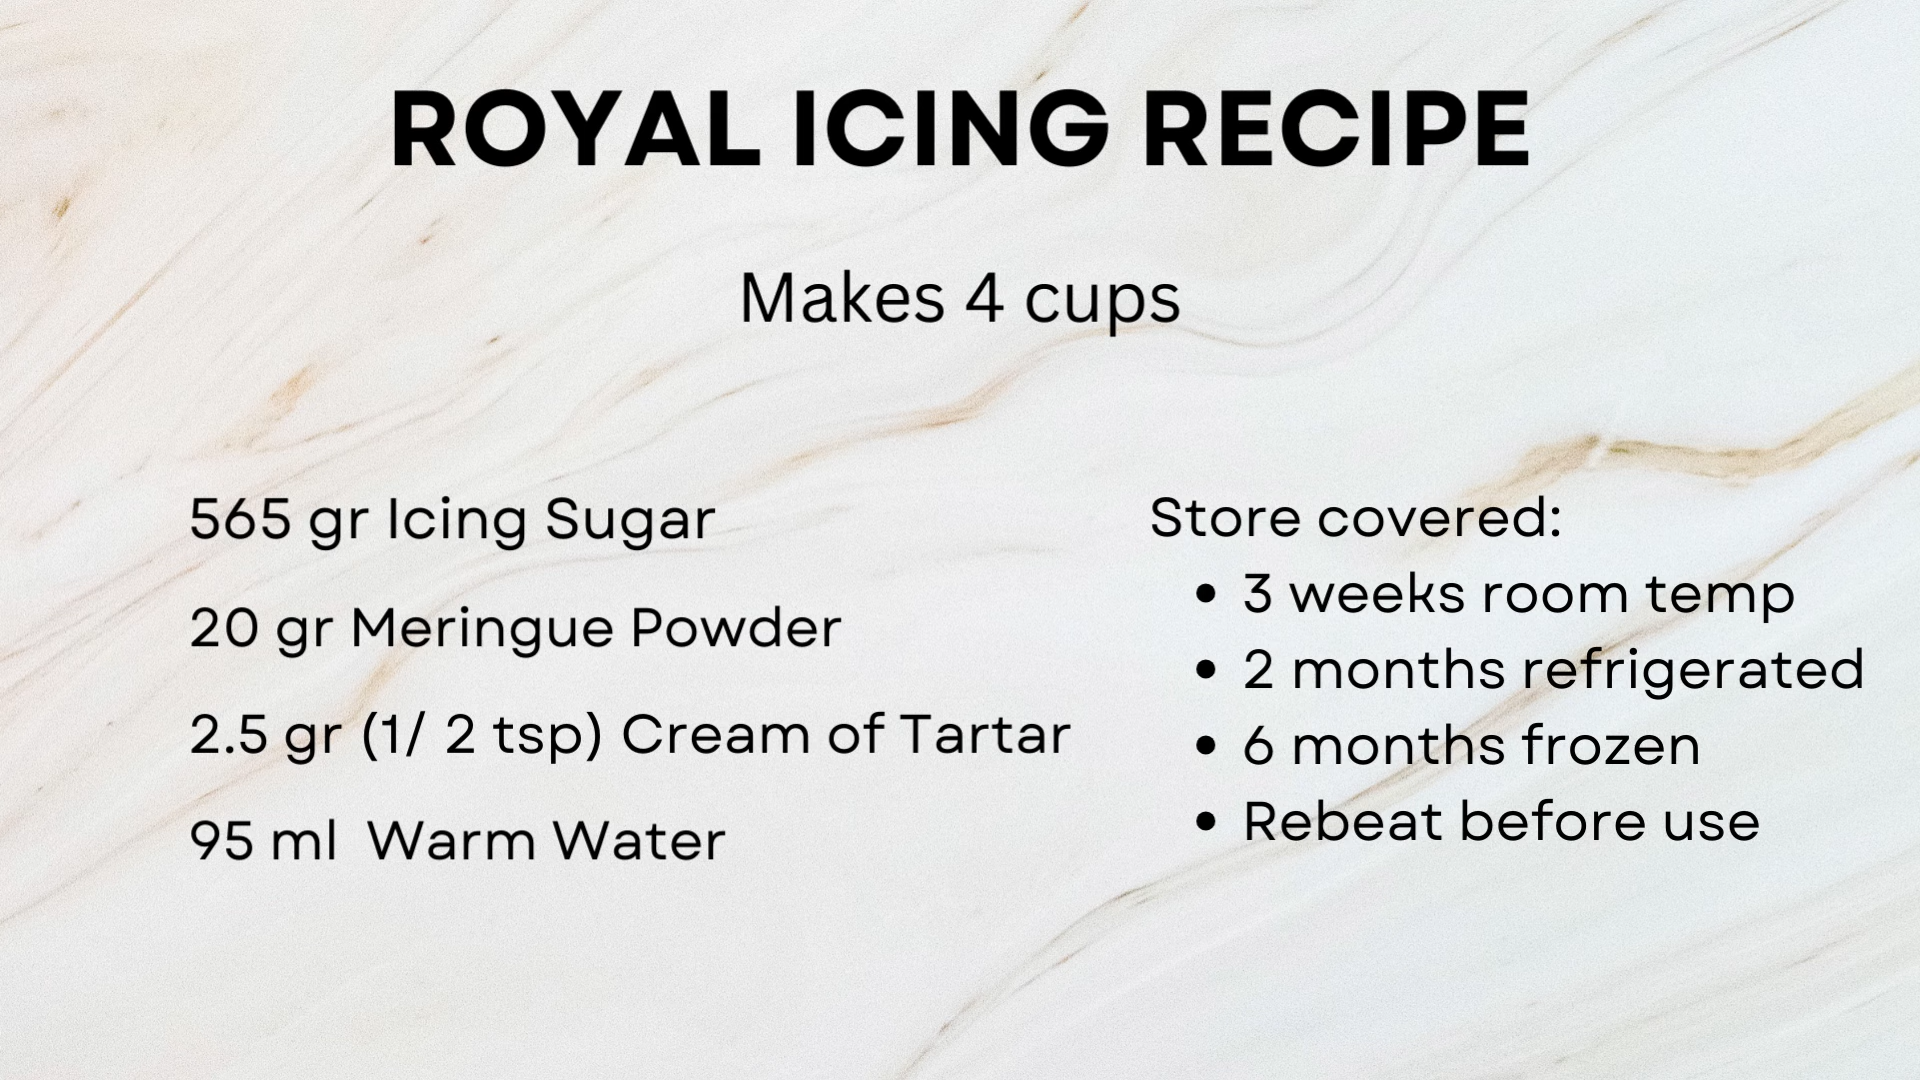 ROYAL ICING RECIPE
Makes 4 cups
565 gr Icing Sugar
20 gr Meringue Powder
2.5 gr (1/ 2 tsp) Cream of Tartar
95 ml  Warm Water
Store covered:
• 3 weeks room temp
• 2 months refrigerated
• 6 months frozen
• Rebeat before use